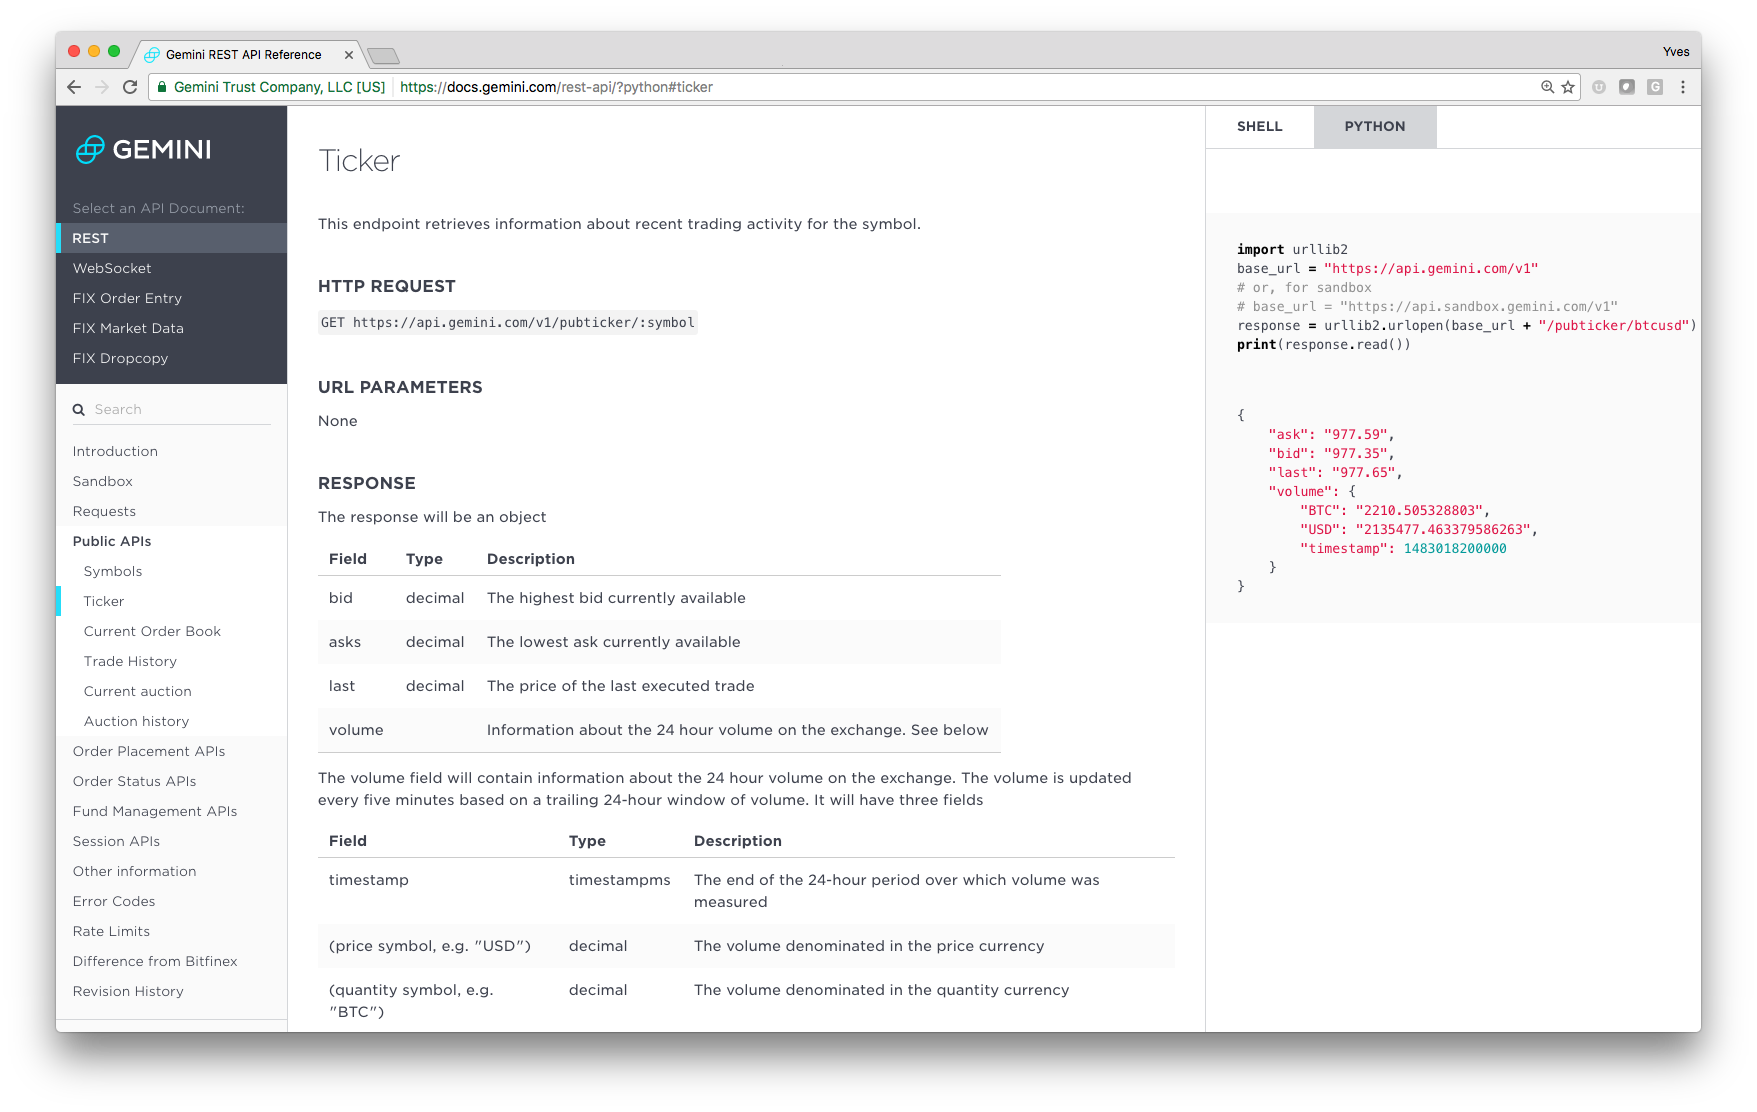 Gemini REST API Reference
Yves
Gemini Trust Company, LLC [US] https://docs.gemini.com/rest-api/?python#ticker
GEMINI
Select an API Document:
REST
WebSocket
FIX Order Entry
FIX Market Data
FIX Dropcopy
Search
Introduction
Sandbox
Requests
Public APIs
Symbols
Ticker
Current Order Book
Trade History
Current auction
Auction history
Order Placement APIs
Order Status APIs
Fund Management APIs
Session APIs
Other information
Error Codes
Rate Limits
Difference from Bitfinex
Revision History
Ticker
This endpoint retrieves information about recent trading activity for the symbol.
HTTP REQUEST
GET https://api.gemini.com/v1/pubticker/:symbol
URL PARAMETERS
None
RESPONSE
The response will be an object
Field Type Description
bid decimal The highest bid currently available
asks decimal The lowest ask currently available
last decimal The price of the last executed trade
volume Information about the 24 hour volume on the exchange. See below
The volume field will contain information about the 24 hour volume on the exchange. The volume is updated
every five minutes based on a trailing 24-hour window of volume. It will have three fields
Field Type Description
timestamp timestampms The end of the 24-hour period over which volume was
measured
(price symbol, e.g. "USD") decimal The volume denominated in the price currency
(quantity symbol, e.g. decimal The volume denominated in the quantity currency
"BTC")
SHELL PYTHON
import urllib2
base_url = "https://api.gemini.com/v1"
# or, for sandbox
# base_url = "https://api.sandbox.gemini.com/v1"
response = urllib2.urlopen(base_url + "/pubticker/btcusd")
print(response.read())
{
"ask": "977.59",
"bid": "977.35",
"last": "977.65",
"volume": {
"BTC": "2210.505328803",
"USD": "2135477.463379586263",
"timestamp": 1483018200000
}
}